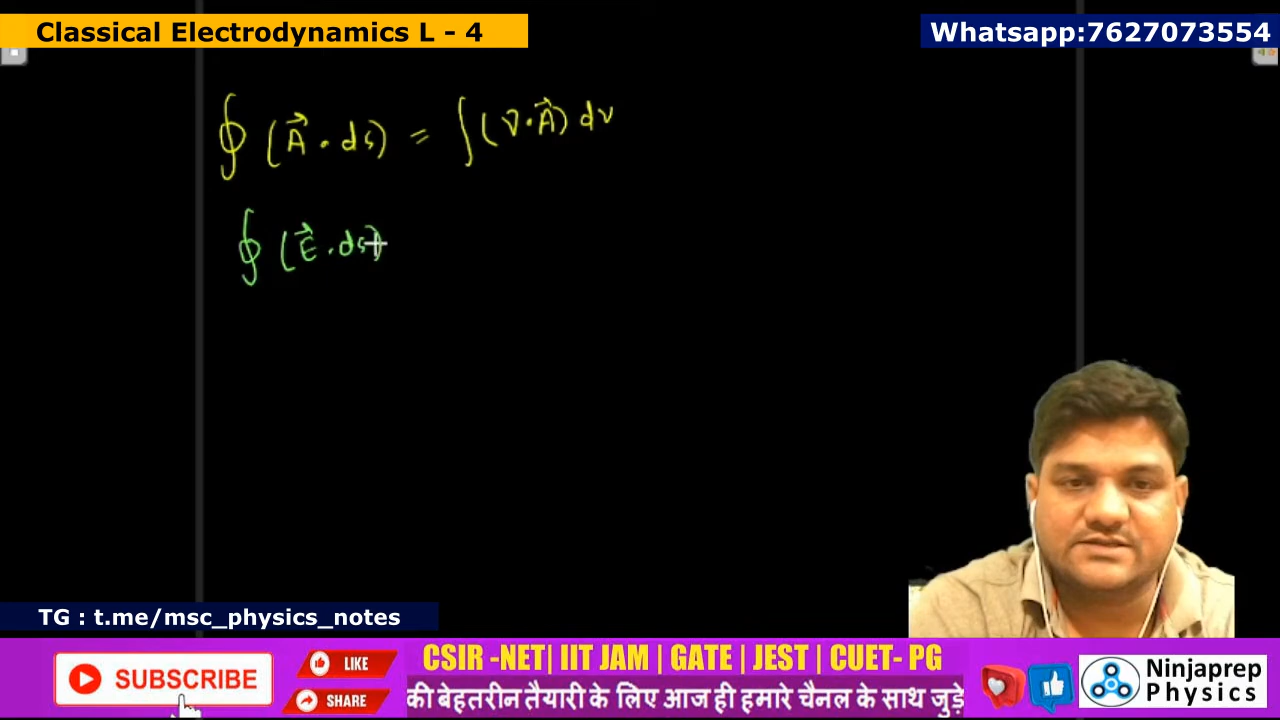 Classical Electrodynamics L - 4
Whatsapp:7627073554
∮ (A⃗ . ds) = ∫(∇.A⃗) dv
∮ (E⃗ . ds)
TG : t.me/msc_physics_notes
SUBSCRIBE
LIKE
SHARE
CSIR -NET| IIT JAM | GATE | JEST | CUET- PG
की बेहतरीन तैयारी के लिए आज ही हमारे चैनल के साथ जुड़े
Ninjaprep
Physics